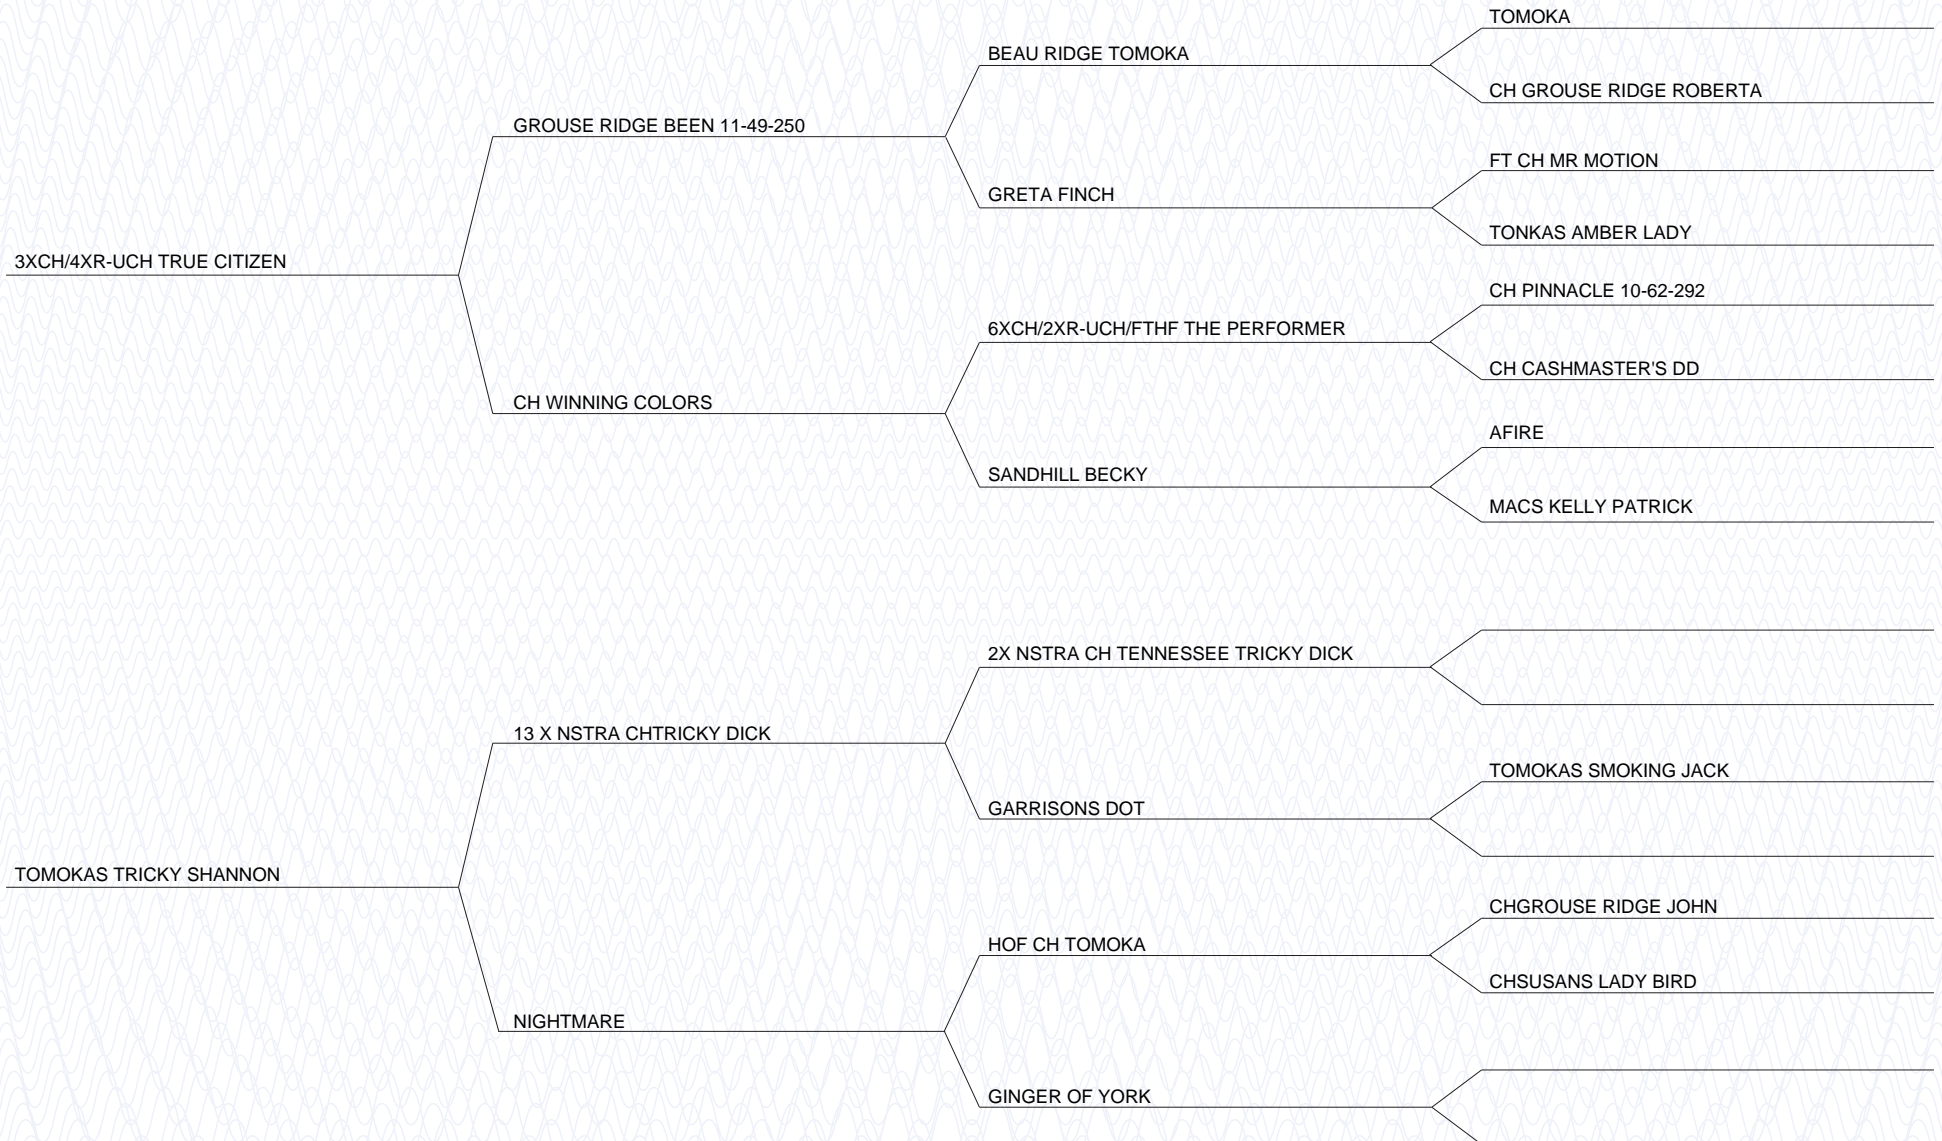 TOMOKA
BEAU RIDGE TOMOKA
CH GROUSE RIDGE ROBERTA
GROUSE RIDGE BEEN 11-49-250
FT CH MR MOTION
GRETA FINCH
TONKAS AMBER LADY
3XCH/4XR-UCH TRUE CITIZEN
CH PINNACLE 10-62-292
6XCH/2XR-UCH/FTHF THE PERFORMER
CH CASHMASTER'S DD
CH WINNING COLORS
AFIRE
SANDHILL BECKY
MACS KELLY PATRICK
2X NSTRA CH TENNESSEE TRICKY DICK
13 X NSTRA CHTRICKY DICK
TOMOKAS SMOKING JACK
GARRISONS DOT
TOMOKAS TRICKY SHANNON
CHGROUSE RIDGE JOHN
HOF CH TOMOKA
CHSUSANS LADY BIRD
NIGHTMARE
GINGER OF YORK